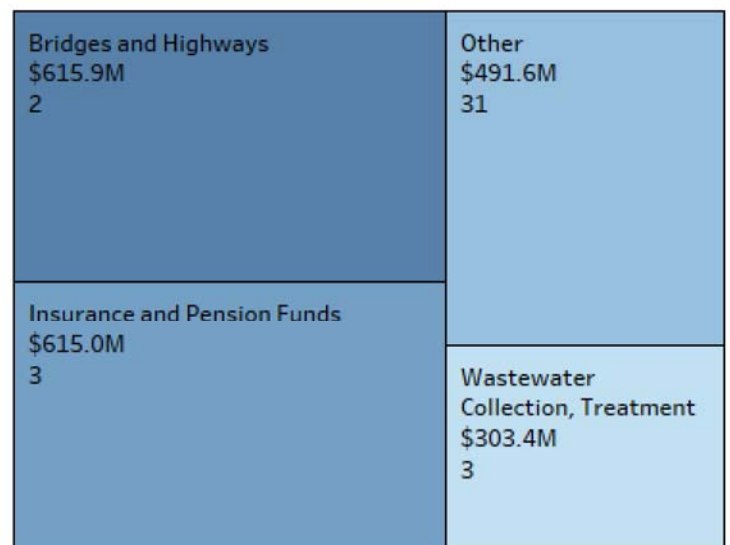 Bridges and Highways
$615.9M
2
Other
$491.6M
31
Insurance and Pension Funds
$615.0M
3
Wastewater
Collection, Treatment
$303.4M
3